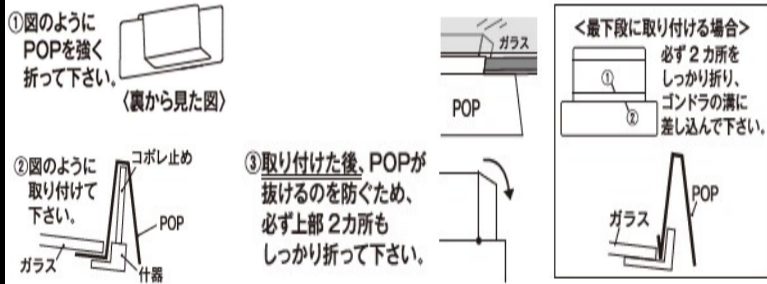 ①図のように
POPを強く
折って下さい。
〈裏から見た図〉
②図のように
取り付けて
下さい。
コボレ止め
POP
ガラス
什器
③取り付けた後、POPが
抜けるのを防ぐため、
必ず上部2カ所も
しっかり折って下さい。
ガラス
POP
<最下段に取り付ける場合>
必ず2カ所を
しっかり折り、
ゴンドラの溝に
差し込んで下さい。
①
②
ガラス
POP